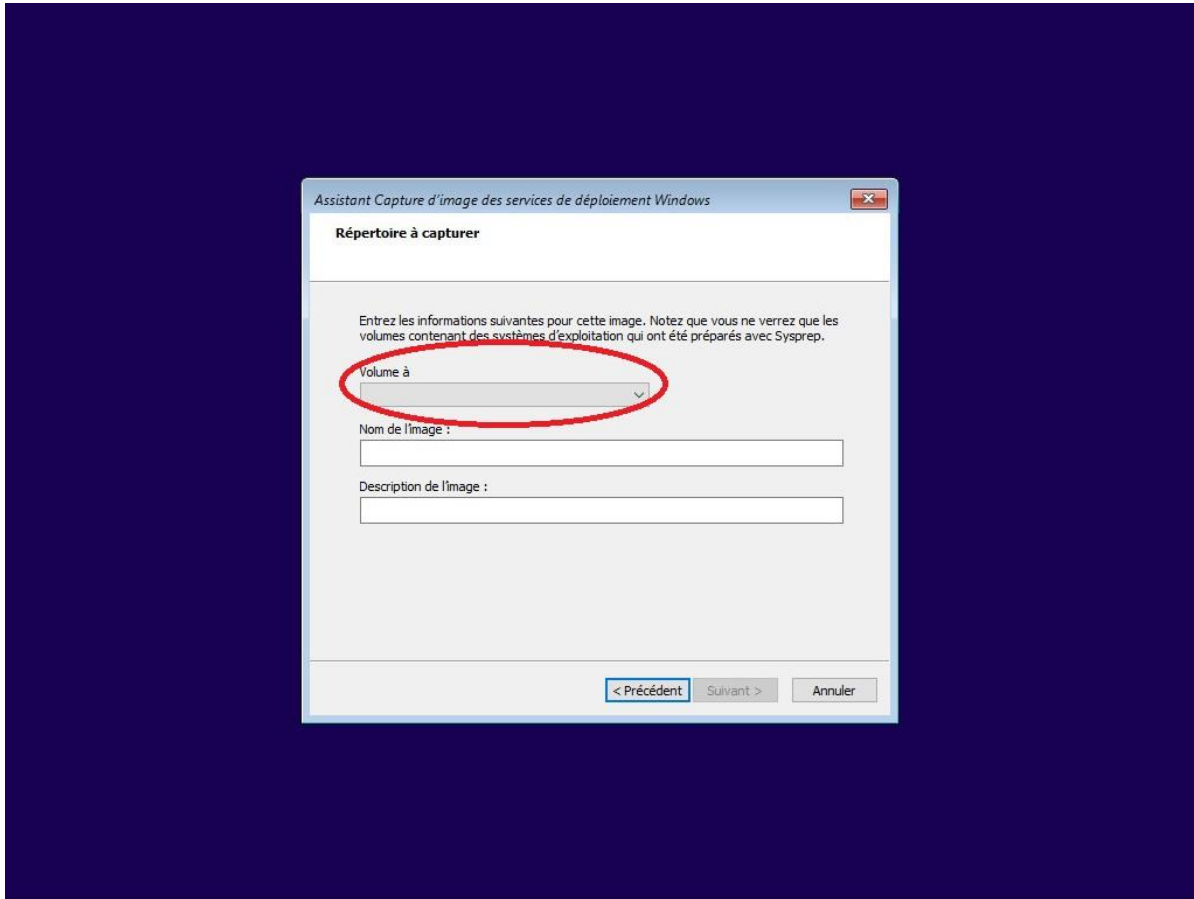 Assistant Capture d'image des services de déploiement Windows
Répertoire à capturer
Entrez les informations suivantes pour cette image. Notez que vous ne verrez que les
volumes contenant des systèmes d'exploitation qui ont été préparés avec Sysprep.
Volume à
Nom de l'image :
Description de l'image :
< Précédent Suivant > Annuler